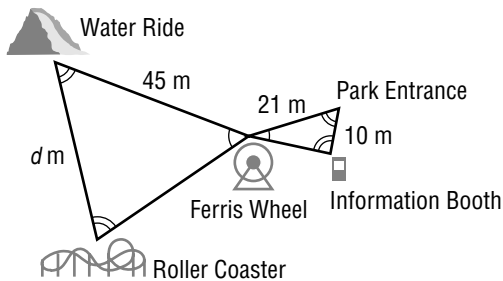 Water Ride
45 m
21 m
Park Entrance
d m
10 m
Ferris Wheel
Information Booth
Roller Coaster